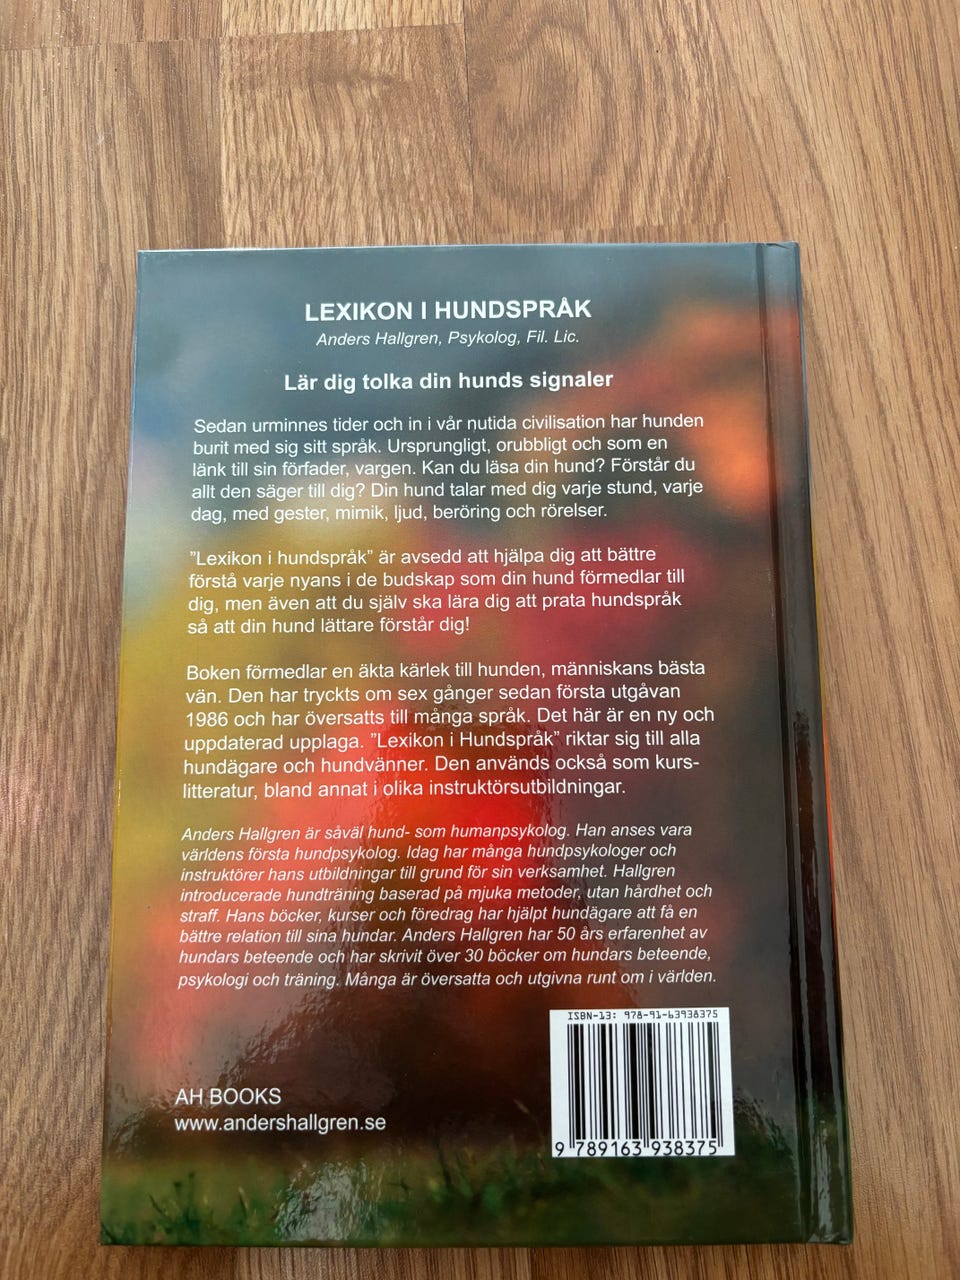 LEXIKON I HUNDSPRÅK
Anders Hallgren, Psykolog, Fil. Lic.
Lär dig tolka din hunds signaler
Sedan urminnes tider och in i vår nutida civilisation har hunden
burit med sig sitt språk. Ursprungligt, orubbligt och som en
länk till sin förfader, vargen. Kan du läsa din hund? Förstår du
allt den säger till dig? Din hund talar med dig varje stund, varje
dag, med gester, mimik, ljud, beröring och rörelser.
”Lexikon i hundspråk” är avsedd att hjälpa dig att bättre
förstå varje nyans i de budskap som din hund förmedlar till
dig, men även att du själv ska lära dig att prata hundspråk
så att din hund lättare förstår dig!
Boken förmedlar en äkta kärlek till hunden, människans bästa
vän. Den har tryckts om sex gånger sedan första utgåvan
1986 och har översatts till många språk. Det här är en ny och
uppdaterad upplaga. ”Lexikon i Hundspråk” riktar sig till alla
hundägare och hundvänner. Den används också som kurs-
litteratur, bland annat i olika instruktörsutbildningar.
Anders Hallgren är såväl hund- som humanpsykolog. Han anses vara
världens första hundpsykolog. Idag har många hundpsykologer och
instruktörer hans utbildningar till grund för sin verksamhet. Hallgren
introducerade hundträning baserad på mjuka metoder, utan hårdhet och
straff. Hans böcker, kurser och föredrag har hjälpt hundägare att få en
bättre relation till sina hundar. Anders Hallgren har 50 års erfarenhet av
hundars beteende och har skrivit över 30 böcker om hundars beteende,
psykologi och träning. Många är översatta och utgivna runt om i världen.
ISBN-13: 978-91-63938375
9 789163 938375
AH BOOKS
www.andershallgren.se